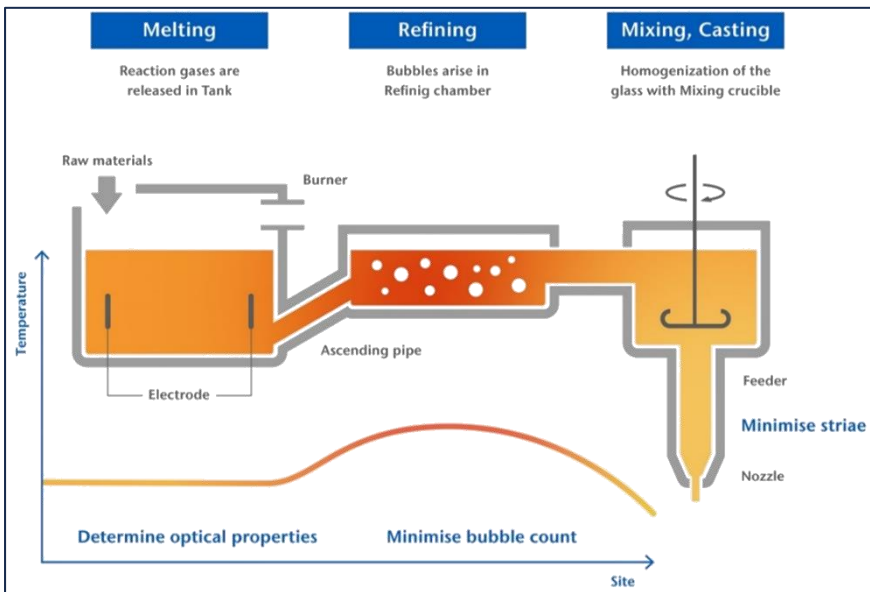 Melting
Refining
Mixing, Casting
Reaction gases are
released in Tank
Bubbles arise in
Refinig chamber
Homogenization of the
glass with Mixing crucible
Raw materials
Burner
Temperature
Ascending pipe
Electrode
Feeder
Minimise striae
Nozzle
Determine optical properties
Minimise bubble count
Site